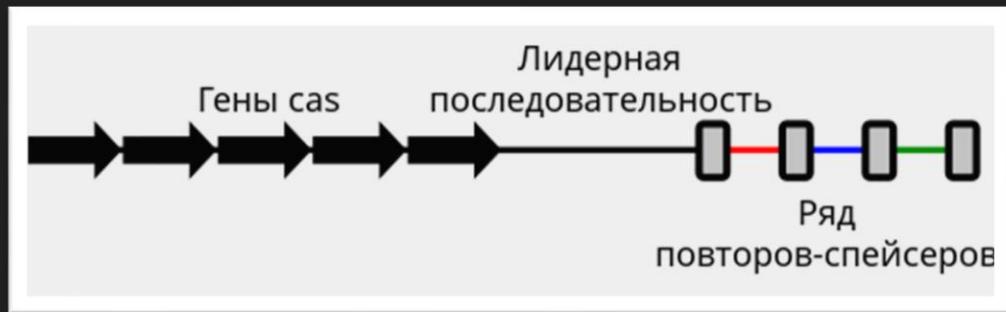 Лидерная
Гены cas
последовательность
Ряд
повторов-спейсеров